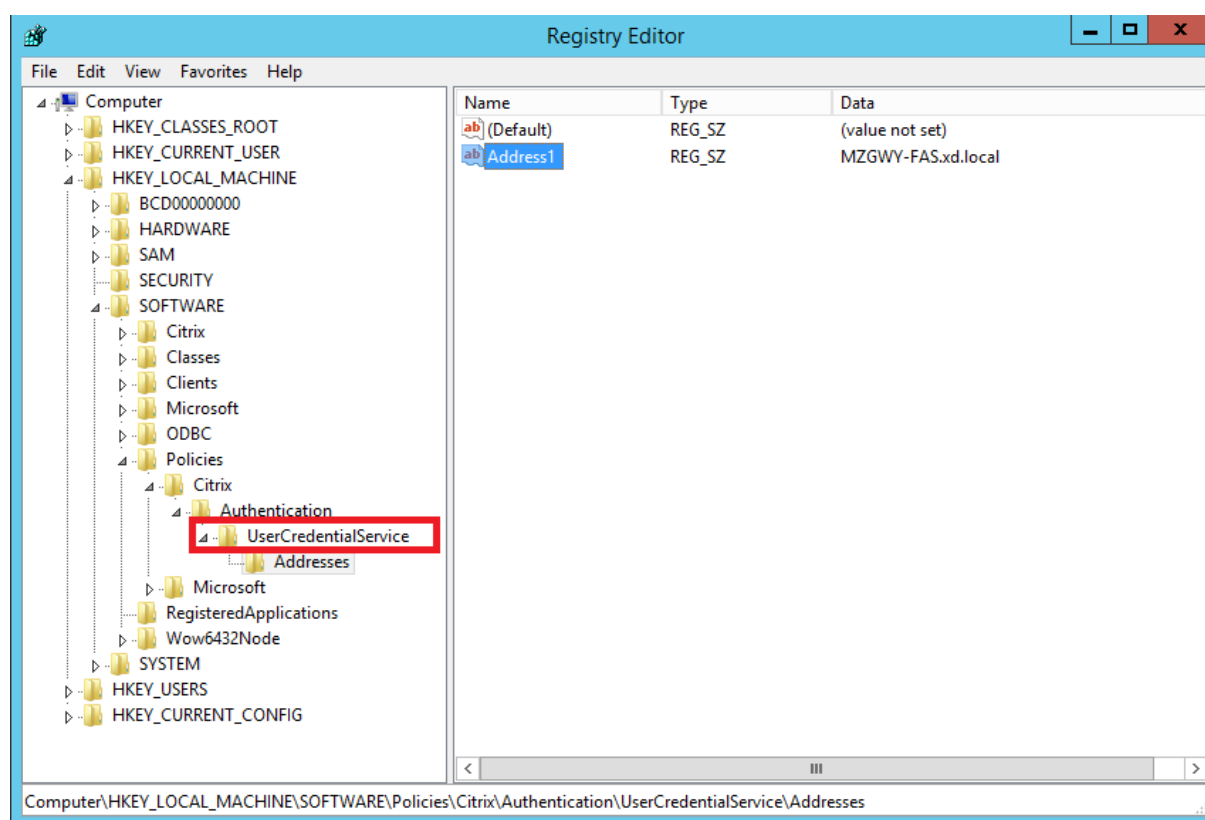 Registry Editor
File Edit View Favorites Help
Computer
HKEY_CLASSES_ROOT
HKEY_CURRENT_USER
HKEY_LOCAL_MACHINE
BCD00000000
HARDWARE
SAM
SECURITY
SOFTWARE
Citrix
Classes
Clients
Microsoft
ODBC
Policies
Citrix
Authentication
UserCredentialService
Addresses
Microsoft
RegisteredApplications
Wow6432Node
SYSTEM
HKEY_USERS
HKEY_CURRENT_CONFIG
Name Type Data
ab (Default) REG_SZ (value not set)
ab Address1 REG_SZ MZGWY-FAS.xd.local
Computer\HKEY_LOCAL_MACHINE\SOFTWARE\Policies\Citrix\Authentication\UserCredentialService\Addresses